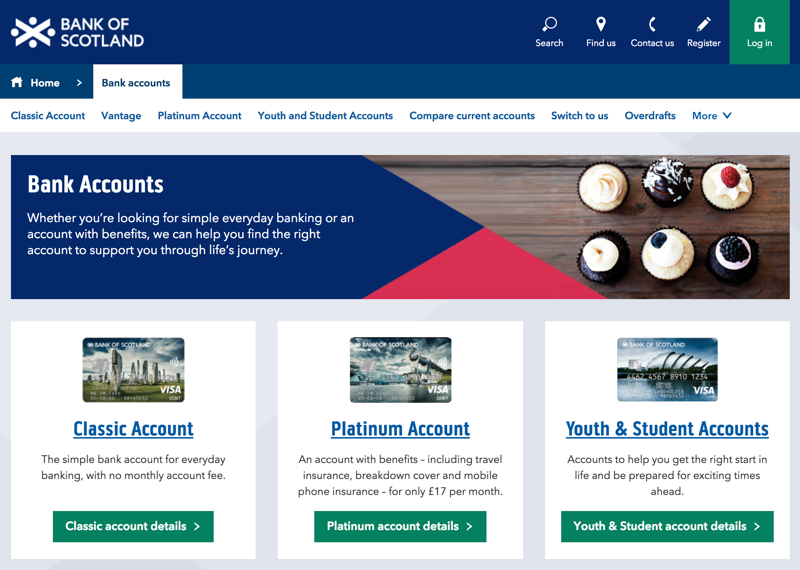 BANK OF
SCOTLAND
Search
Find us
Contact us
Register
Log in
Home
Bank accounts
Classic Account
Vantage
Platinum Account
Youth and Student Accounts
Compare current accounts
Switch to us
Overdrafts
More
Bank Accounts
Whether you’re looking for simple everyday banking or an
account with benefits, we can help you find the right
account to support you through life’s journey.
BANK OF SCOTLAND
VISA
DEBIT
Classic Account
The simple bank account for everyday
banking, with no monthly account fee.
Classic account details
BANK OF SCOTLAND
VISA
DEBIT
Platinum Account
An account with benefits – including travel
insurance, breakdown cover and mobile
phone insurance – for only £17 per month.
Platinum account details
BANK OF SCOTLAND
4462 4567 8910 1234
VISA
Youth & Student Accounts
Accounts to help you get the right start in
life and be prepared for exciting times
ahead.
Youth & Student account details